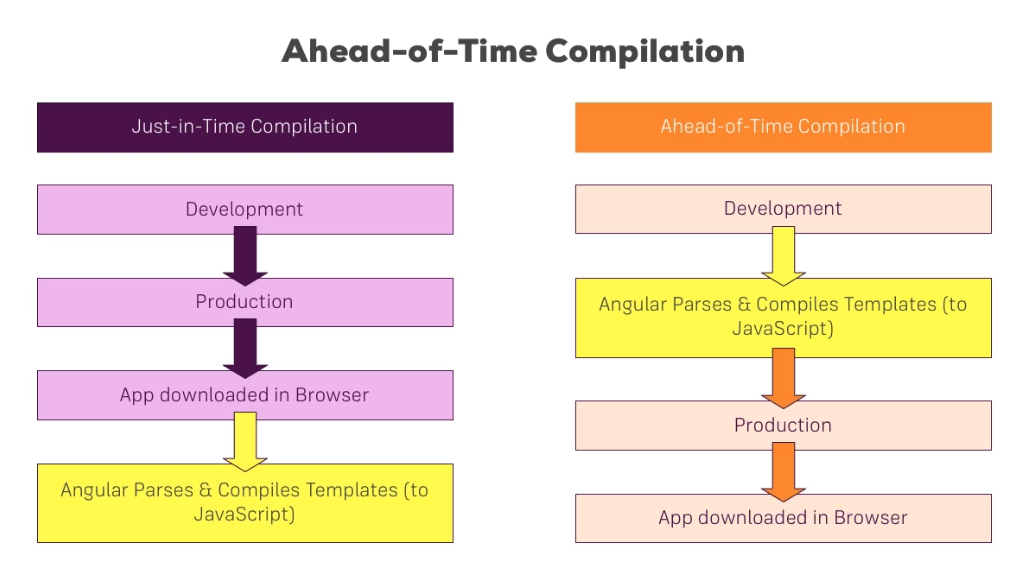 Ahead-of-Time Compilation
Just-in-Time Compilation
Development
Production
App downloaded in Browser
Angular Parses & Compiles Templates (to
JavaScript)
Ahead-of-Time Compilation
Development
Angular Parses & Compiles Templates (to
JavaScript)
Production
App downloaded in Browser